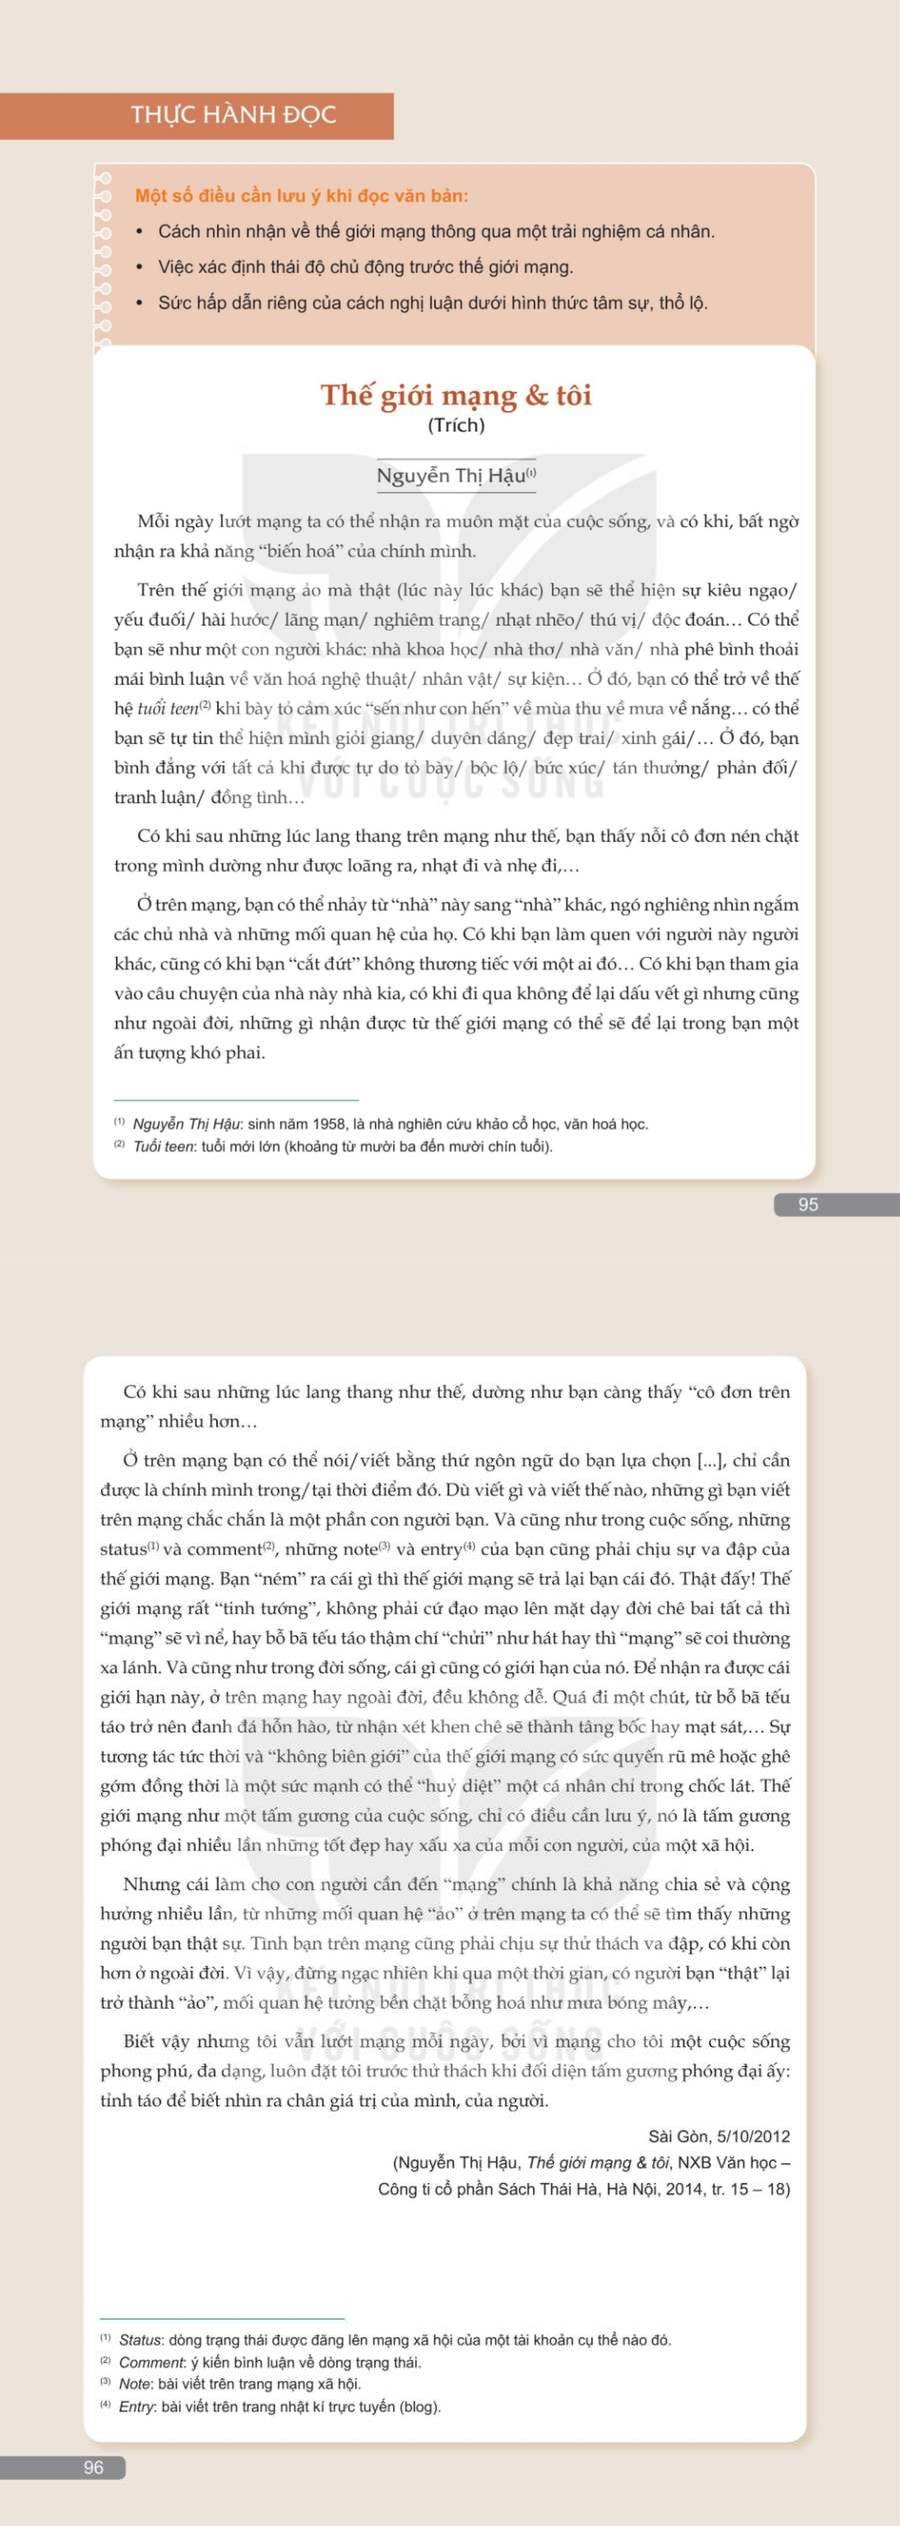 THỰC HÀNH ĐỌC
Một số điều cần lưu ý khi đọc văn bản:
• Cách nhìn nhận về thế giới mạng thông qua một trải nghiệm cá nhân.
• Việc xác định thái độ chủ động trước thế giới mạng.
• Sức hấp dẫn riêng của cách nghị luận dưới hình thức tâm sự, thổ lộ.
Thế giới mạng & tôi
(Trích)
Nguyễn Thị Hậu(1)
Mỗi ngày lướt mạng ta có thể nhận ra muôn mặt của cuộc sống, và có khi, bất ngờ
nhận ra khả năng “biến hoá” của chính mình.
Trên thế giới mạng ảo mà thật (lúc này lúc khác) bạn sẽ thể hiện sự kiêu ngạo/
yếu đuối/ hài hước/ lãng mạn/ nghiêm trang/ nhạt nhẽo/ thú vị/ độc đoán… Có thể
bạn sẽ như một con người khác: nhà khoa học/ nhà thơ/ nhà văn/ nhà phê bình thoải
mái bình luận về văn hoá nghệ thuật/ nhân vật/ sự kiện… Ở đó, bạn có thể trở về thế
hệ tuổi teen(2) khi bày tỏ cảm xúc “sến như con hến” về mùa thu về mưa về nắng… có thể
bạn sẽ tự tin thể hiện mình giỏi giang/ duyên dáng/ đẹp trai/ xinh gái/… Ở đó, bạn
bình đẳng với tất cả khi được tự do tỏ bày/ bộc lộ/ bức xúc/ tán thưởng/ phản đối/
tranh luận/ đồng tình…
Có khi sau những lúc lang thang trên mạng như thế, bạn thấy nỗi cô đơn nén chặt
trong mình dường như được loãng ra, nhạt đi và nhẹ đi,…
Ở trên mạng, bạn có thể nhảy từ “nhà” này sang “nhà” khác, ngó nghiêng nhìn ngắm
các chủ nhà và những mối quan hệ của họ. Có khi bạn làm quen với người này người
khác, cũng có khi bạn “cắt đứt” không thương tiếc với một ai đó… Có khi bạn tham gia
vào câu chuyện của nhà này nhà kia, có khi đi qua không để lại dấu vết gì nhưng cũng
như ngoài đời, những gì nhận được từ thế giới mạng có thể sẽ để lại trong bạn một
ấn tượng khó phai.
(1) Nguyễn Thị Hậu: sinh năm 1958, là nhà nghiên cứu khảo cổ học, văn hoá học.
(2) Tuổi teen: tuổi mới lớn (khoảng từ mười ba đến mười chín tuổi).
95
Có khi sau những lúc lang thang như thế, dường như bạn càng thấy “cô đơn trên
mạng” nhiều hơn…
Ở trên mạng bạn có thể nói/viết bằng thứ ngôn ngữ do bạn lựa chọn [...], chỉ cần
được là chính mình trong/tại thời điểm đó. Dù viết gì và viết thế nào, những gì bạn viết
trên mạng chắc chắn là một phần con người bạn. Và cũng như trong cuộc sống, những
status(1) và comment(2), những note(3) và entry(4) của bạn cũng phải chịu sự va đập của
thế giới mạng. Bạn “ném” ra cái gì thì thế giới mạng sẽ trả lại bạn cái đó. Thật đấy! Thế
giới mạng rất “tinh tướng”, không phải cứ đạo mạo lên mặt dạy đời chê bai tất cả thì
“mạng” sẽ vì nể, hay bỗ bã tếu táo thậm chí “chửi” như hát hay thì “mạng” sẽ coi thường
xa lánh. Và cũng như trong đời sống, cái gì cũng có giới hạn của nó. Để nhận ra được cái
giới hạn này, ở trên mạng hay ngoài đời, đều không dễ. Quá đi một chút, từ bỗ bã tếu
táo trở nên đanh đá hỗn hào, từ nhận xét khen chê sẽ thành tâng bốc hay mạt sát,… Sự
tương tác tức thời và “không biên giới” của thế giới mạng có sức quyến rũ mê hoặc ghê
gớm đồng thời là một sức mạnh có thể “huỷ diệt” một cá nhân chỉ trong chốc lát. Thế
giới mạng như một tấm gương của cuộc sống, chỉ có điều cần lưu ý, nó là tấm gương
phóng đại nhiều lần những tốt đẹp hay xấu xa của mỗi con người, của một xã hội.
Nhưng cái làm cho con người cần đến “mạng” chính là khả năng chia sẻ và cộng
hưởng nhiều lần, từ những mối quan hệ “ảo” ở trên mạng ta có thể sẽ tìm thấy những
người bạn thật sự. Tình bạn trên mạng cũng phải chịu sự thử thách va đập, có khi còn
hơn ở ngoài đời. Vì vậy, đừng ngạc nhiên khi qua một thời gian, có người bạn “thật” lại
trở thành “ảo”, mối quan hệ tưởng bền chặt bỗng hoá như mưa bóng mây,…
Biết vậy nhưng tôi vẫn lướt mạng mỗi ngày, bởi vì mạng cho tôi một cuộc sống
phong phú, đa dạng, luôn đặt tôi trước thử thách khi đối diện tấm gương phóng đại ấy:
tỉnh táo để biết nhìn ra chân giá trị của mình, của người.
Sài Gòn, 5/10/2012
(Nguyễn Thị Hậu, Thế giới mạng & tôi, NXB Văn học –
Công ti cổ phần Sách Thái Hà, Hà Nội, 2014, tr. 15 – 18)
(1) Status: dòng trạng thái được đăng lên mạng xã hội của một tài khoản cụ thể nào đó.
(2) Comment: ý kiến bình luận về dòng trạng thái.
(3) Note: bài viết trên trang mạng xã hội.
(4) Entry: bài viết trên trang nhật kí trực tuyến (blog).
96
KẾT NỐI TRI THỨC
VỚI CUỘC SỐNG
KẾT NỐI TRI THỨC
VỚI CUỘC SỐNG